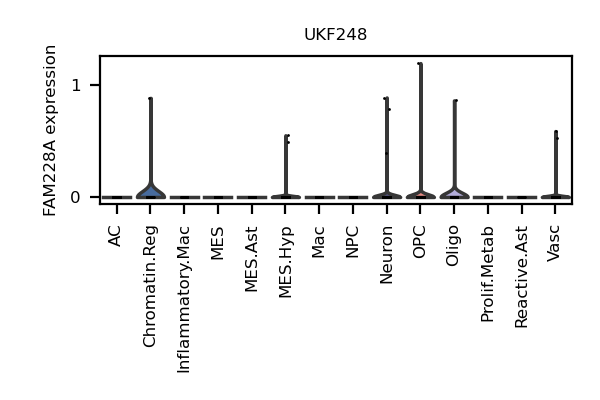 UKF248
FAM228A expression
1
0
AC
Chromatin.Reg
Inflammatory.Mac
MES
MES.Ast
MES.Hyp
Mac
NPC
Neuron
OPC
Oligo
Prolif.Metab
Reactive.Ast
Vasc